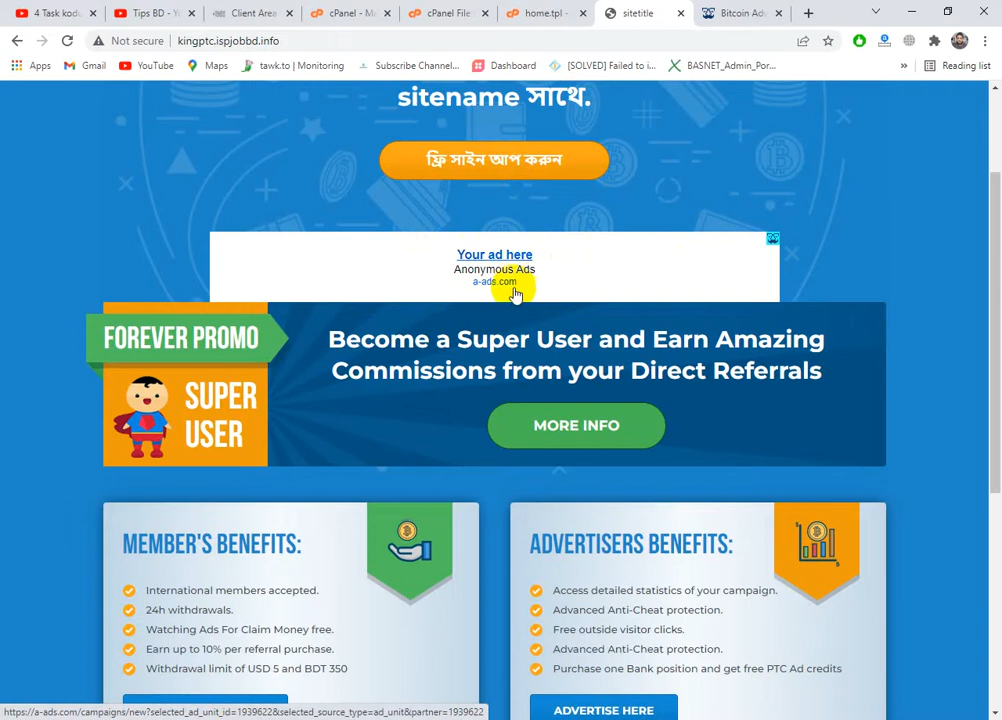 4 Task kod
Tips BD - Yo
Client Area
cPanel - M
cPanel File
home.tpl -
sitetitle
Bitcoin Adv
Not secure
kingptc.ispjobbd.info
Apps
Gmail
YouTube
Maps
tawk.to | Monitoring
Subscribe Channel...
Dashboard
[SOLVED] Failed to i...
BASNET_Admin_Por...
»
Reading list
sitename সাথে.
ফ্রি সাইন আপ করুন
Your ad here
Anonymous Ads
a-ads.com
FOREVER PROMO
SUPER
USER
Become a Super User and Earn Amazing
Commissions from your Direct Referrals
MORE INFO
MEMBER'S BENEFITS:
International members accepted.
24h withdrawals.
Watching Ads For Claim Money free.
Earn up to 10% per referral purchase.
Withdrawal limit of USD 5 and BDT 350
ADVERTISERS BENEFITS:
Access detailed statistics of your campaign.
Advanced Anti-Cheat protection.
Free outside visitor clicks.
Advanced Anti-Cheat protection.
Purchase one Bank position and get free PTC Ad credits
ADVERTISE HERE
https://a-ads.com/campaigns/new?selected_ad_unit_id=1939622&selected_source_type=ad_unit&partner=1939622